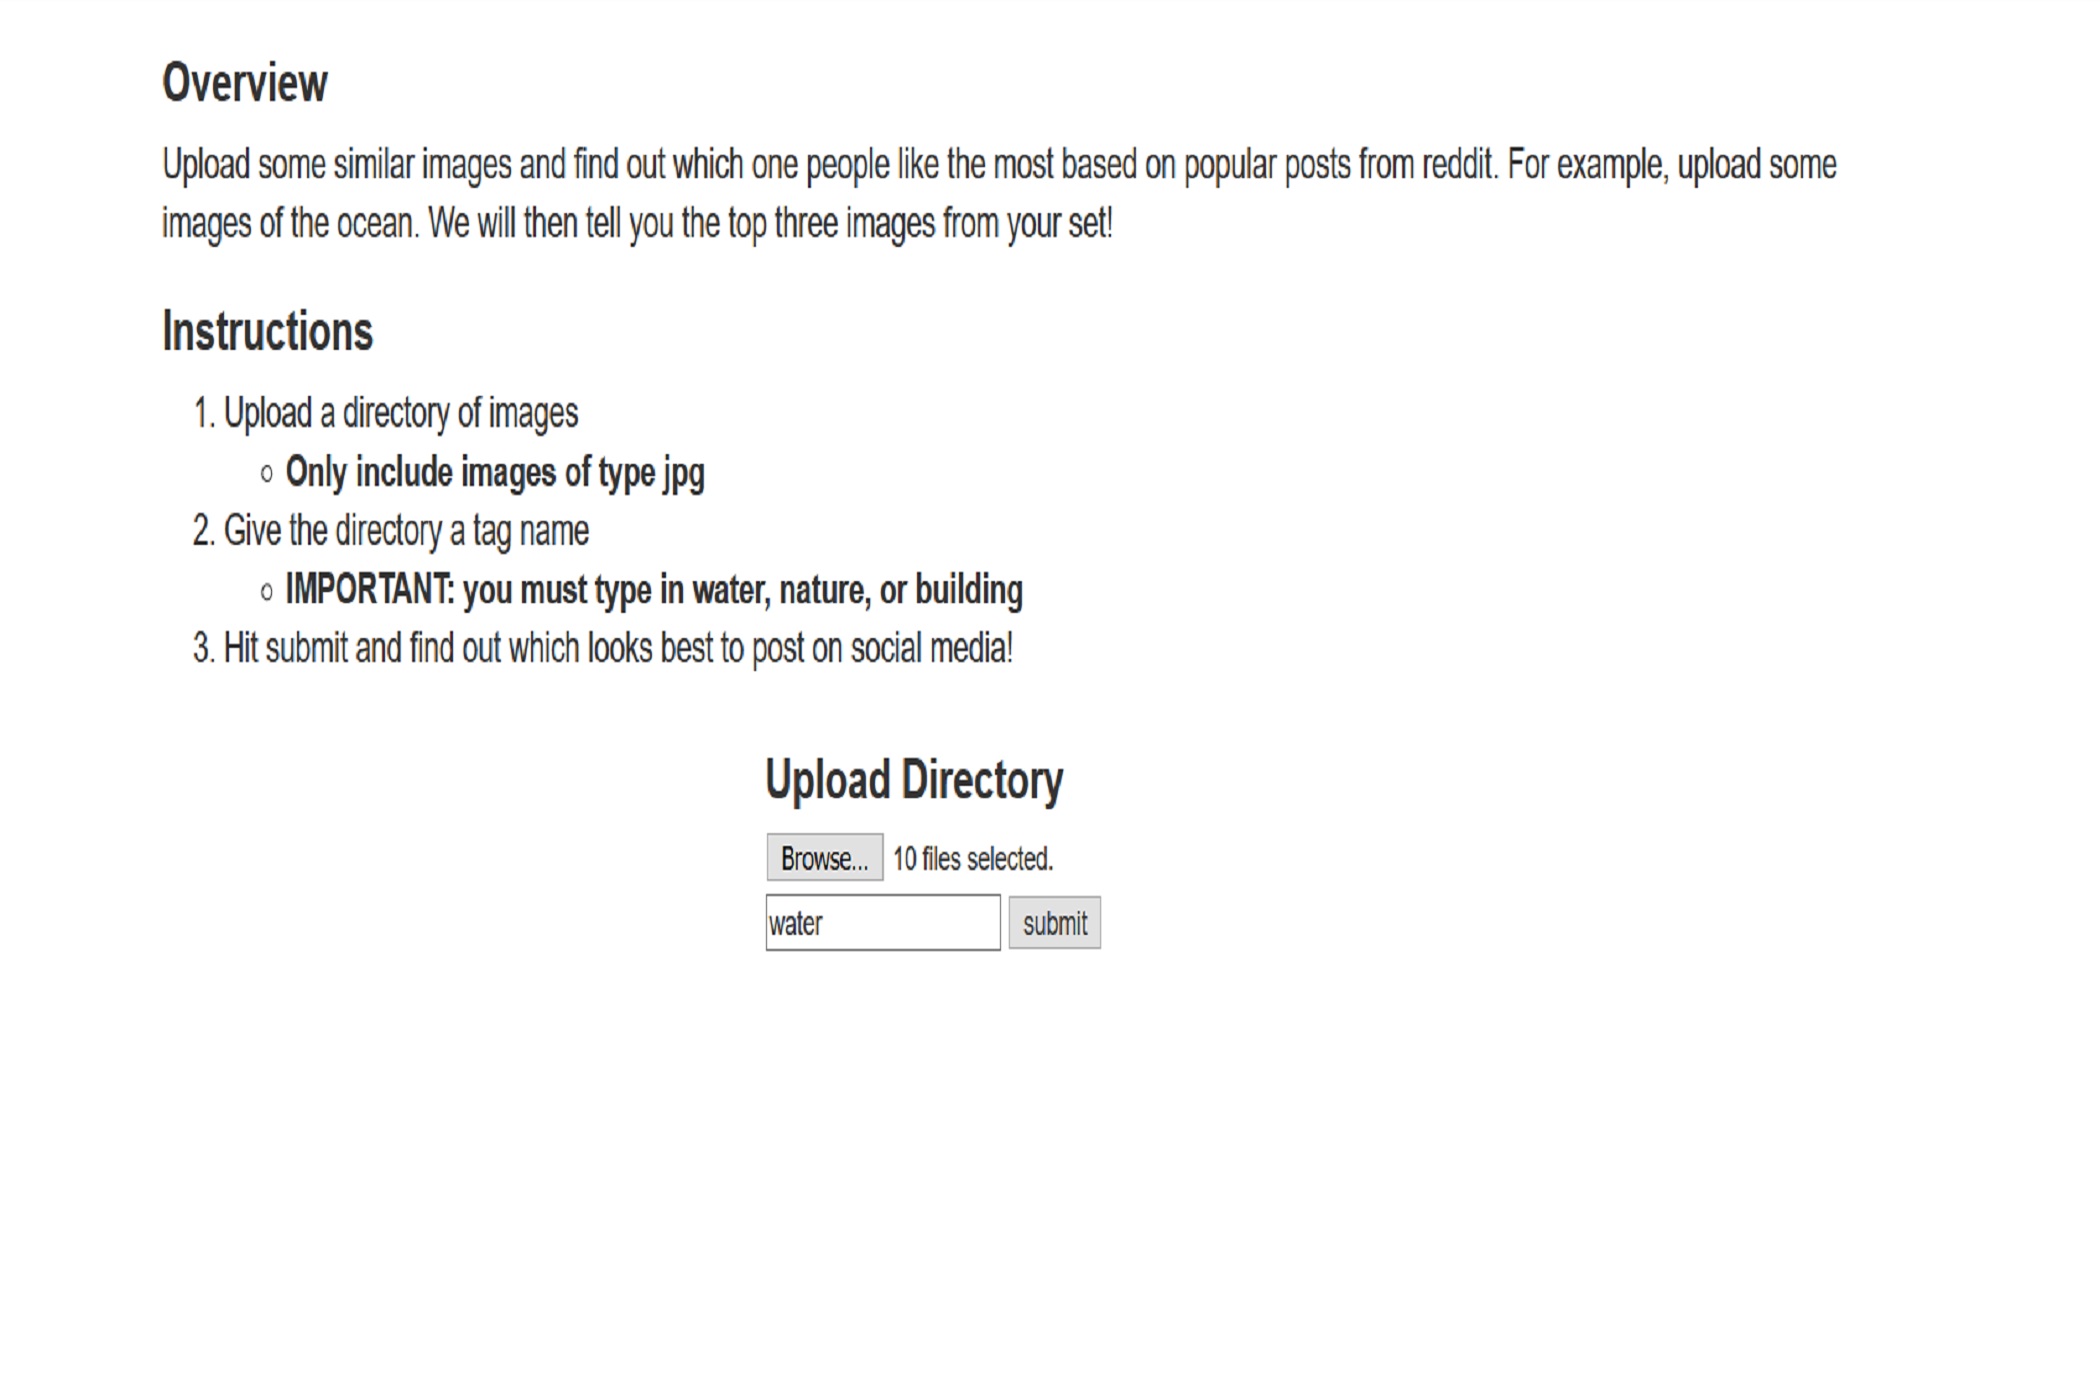 Overview
Upload some similar images and find out which one people like the most based on popular posts from reddit. For example, upload some
images of the ocean. We will then tell you the top three images from your set!
Instructions
1. Upload a directory of images
○ Only include images of type jpg
2. Give the directory a tag name
○ IMPORTANT: you must type in water, nature, or building
3. Hit submit and find out which looks best to post on social media!
Upload Directory
Browse... 10 files selected.
water submit